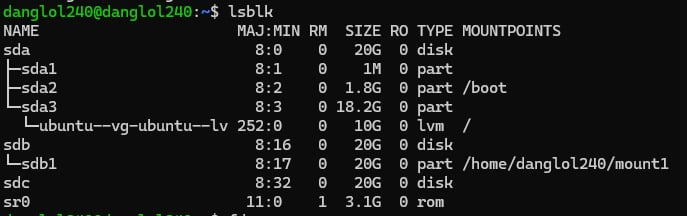 danglol240@danglol240:~$ lsblk
NAME                      MAJ:MIN RM  SIZE RO TYPE MOUNTPOINTS
sda                         8:0    0   20G  0 disk
├─sda1                      8:1    0    1M  0 part
├─sda2                      8:2    0  1.8G  0 part /boot
└─sda3                      8:3    0 18.2G  0 part
  └─ubuntu--vg-ubuntu--lv 252:0    0   10G  0 lvm  /
sdb                         8:16   0   20G  0 disk
└─sdb1                      8:17   0   20G  0 part /home/danglol240/mount1
sdc                         8:32   0   20G  0 disk
sr0                        11:0    1  3.1G  0 rom